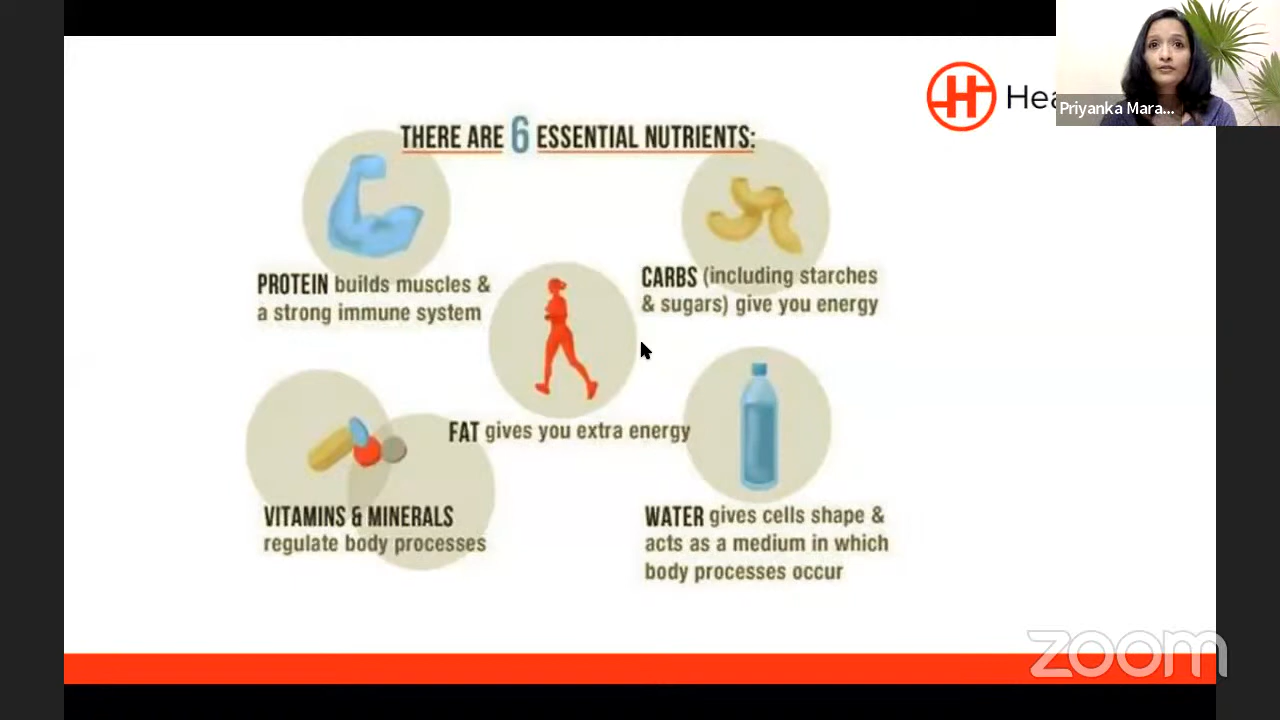 THERE ARE 6 ESSENTIAL NUTRIENTS:
PROTEIN builds muscles &
a strong immune system
CARBS (including starches
& sugars) give you energy
FAT gives you extra energy
VITAMINS & MINERALS
regulate body processes
WATER gives cells shape &
acts as a medium in which
body processes occur
H Hea
Priyanka Mara...
zoom